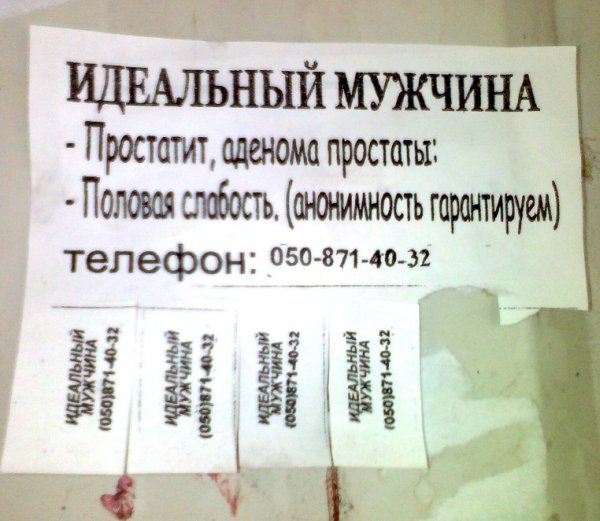 ИДЕАЛЬНЫЙ МУЖЧИНА
- Простатит, аденома простаты:
- Половая слабость. (анонимность гарантируем)
телефон: 050-871-40-32
ИДЕАЛЬНЫЙ
МУЖЧИНА
(050)871-40-32
ИДЕАЛЬНЫЙ
МУЖЧИНА
(050)871-40-32
ИДЕАЛЬНЫЙ
МУЖЧИНА
(050)871-40-32
ИДЕАЛЬНЫЙ
МУЖЧИНА
(050)871-40-32